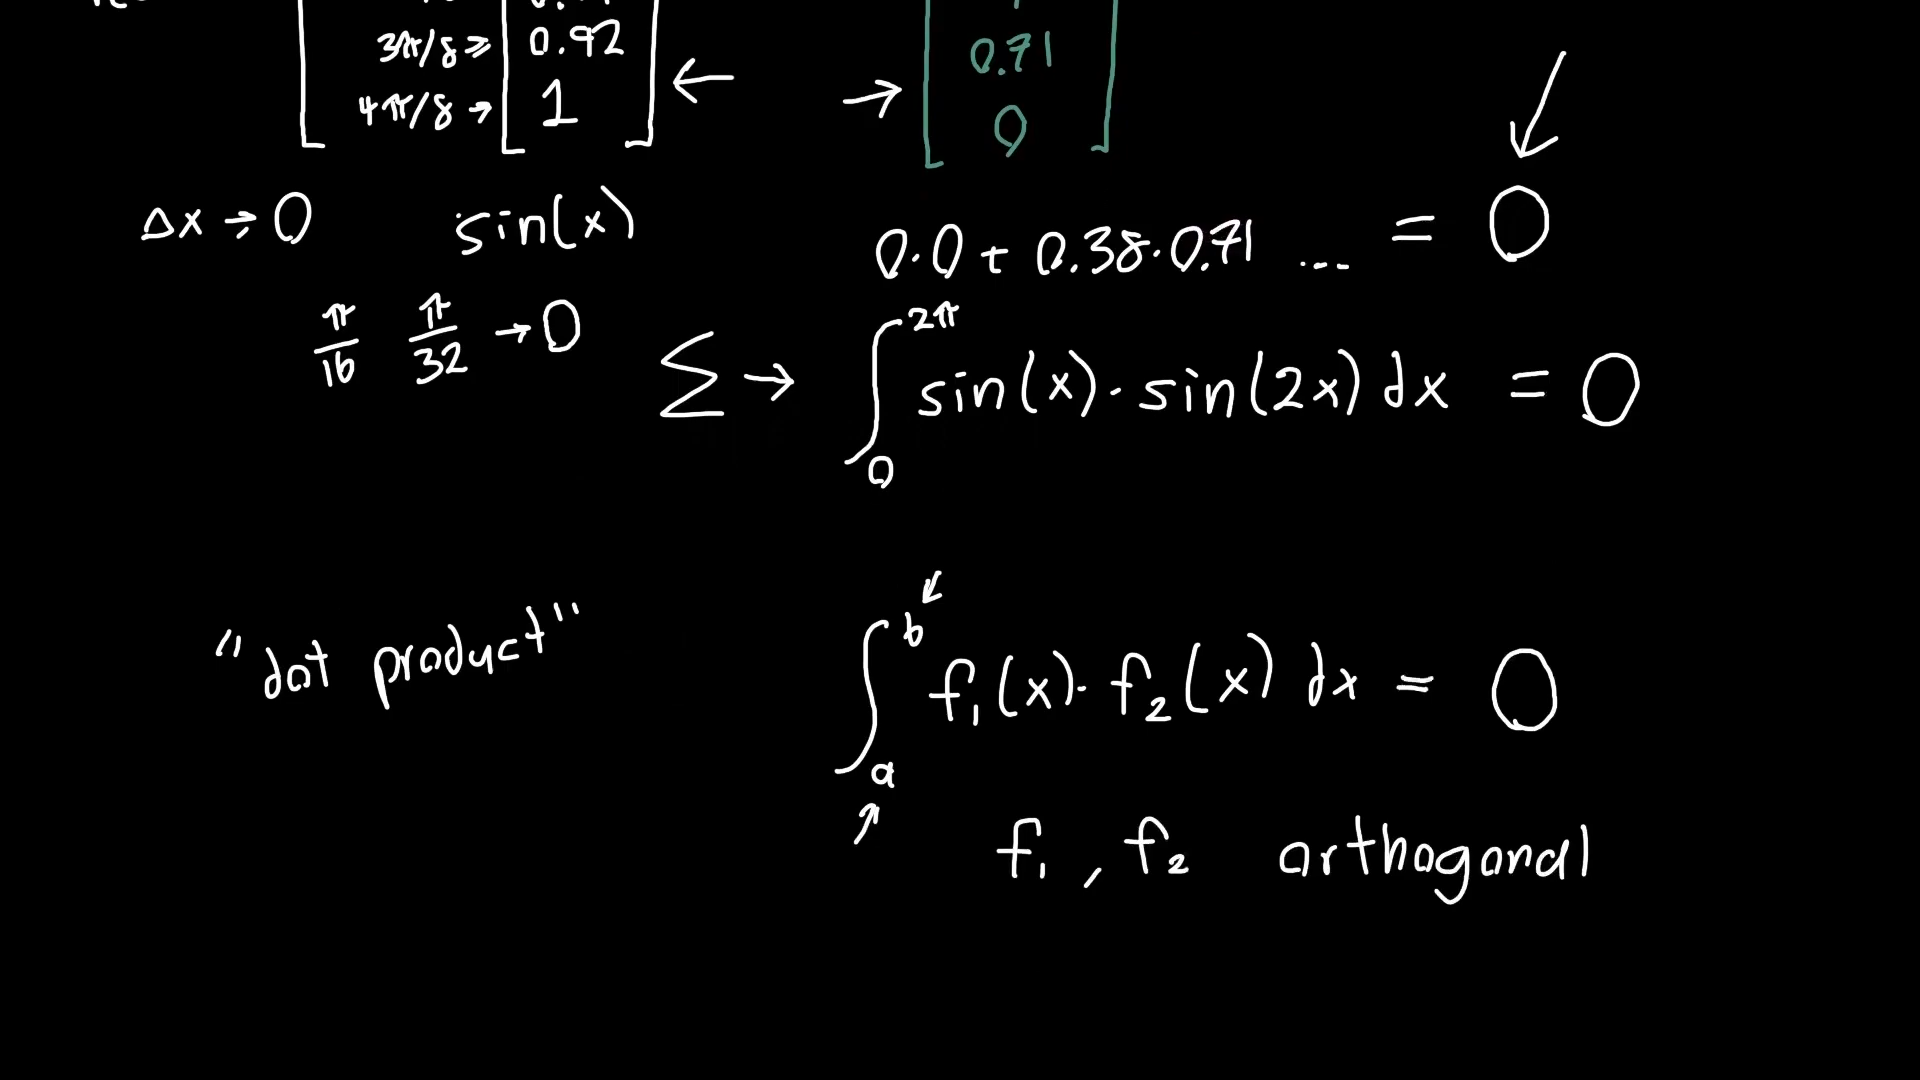 3π/8 → 0.92
0.71
4π/8 → 1 ←
→ 0
Δx → 0 sin(x)
0·0 + 0.38·0.71 ... = 0
π/16 π/32 → 0
Σ → ∫₀^2π sin(x)·sin(2x) dx = 0
"dot product"
∫ₐᵇ f₁(x)·f₂(x) dx = 0
f₁, f₂ orthogonal